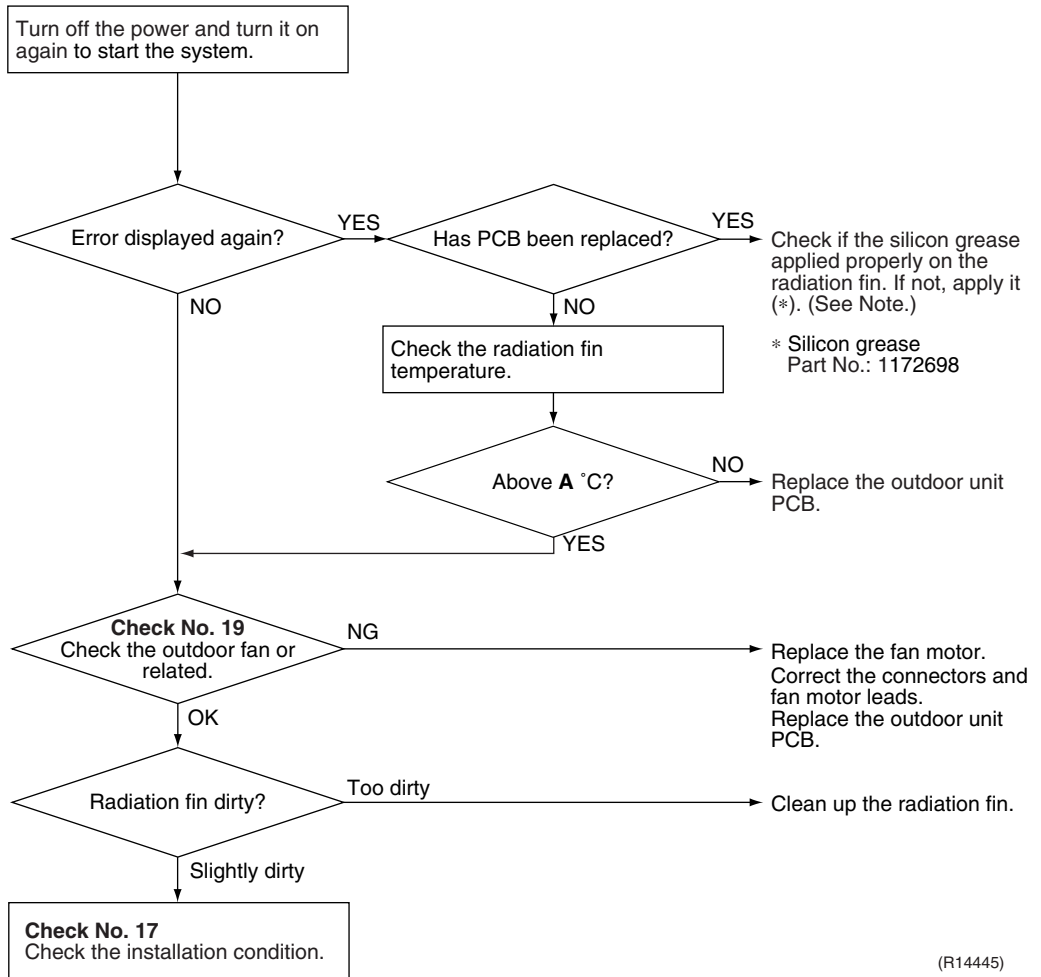 Turn off the power and turn it on
again to start the system.
Error displayed again?
YES
Has PCB been replaced?
YES
Check if the silicon grease
applied properly on the
radiation fin. If not, apply it
(*). (See Note.)
* Silicon grease
Part No.: 1172698
NO
NO
Check the radiation fin
temperature.
Above A °C?
NO
Replace the outdoor unit
PCB.
YES
Check No. 19
Check the outdoor fan or
related.
NG
Replace the fan motor.
Correct the connectors and
fan motor leads.
Replace the outdoor unit
PCB.
OK
Radiation fin dirty?
Too dirty
Clean up the radiation fin.
Slightly dirty
Check No. 17
Check the installation condition.
(R14445)